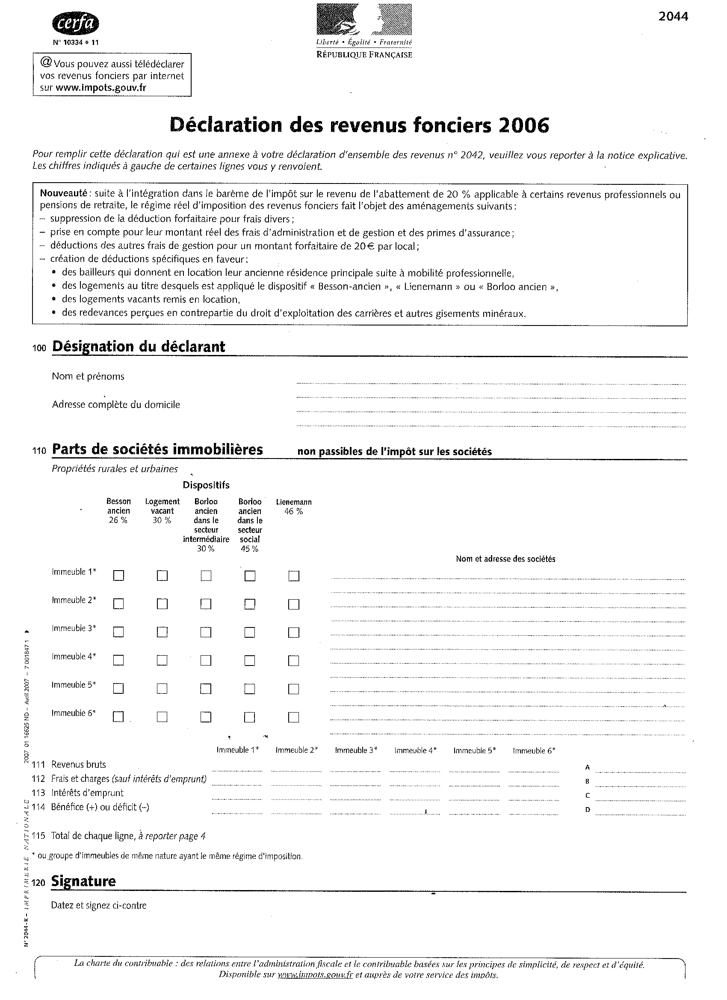 cerfa
N° 10334 * 11
2044
Liberté • Égalité • Fraternité
RÉPUBLIQUE FRANÇAISE
@ Vous pouvez aussi télédéclarer
vos revenus fonciers par internet
sur www.impots.gouv.fr
Déclaration des revenus fonciers 2006
Pour remplir cette déclaration qui est une annexe à votre déclaration d'ensemble des revenus n° 2042, veuillez vous reporter à la notice explicative.
Les chiffres indiqués à gauche de certaines lignes vous y renvoient.
Nouveauté : suite à l'intégration dans le barème de l'impôt sur le revenu de l'abattement de 20 % applicable à certains revenus professionnels ou
pensions de retraite, le régime réel d'imposition des revenus fonciers fait l'objet des aménagements suivants :
– suppression de la déduction forfaitaire pour frais divers ;
– prise en compte pour leur montant réel des frais d'administration et de gestion et des primes d'assurance ;
– déductions des autres frais de gestion pour un montant forfaitaire de 20 € par local ;
– création de déductions spécifiques en faveur :
• des bailleurs qui donnent en location leur ancienne résidence principale suite à mobilité professionnelle,
• des logements au titre desquels est appliqué le dispositif « Besson-ancien », « Lienemann » ou « Borloo ancien »,
• des logements vacants remis en location,
• des redevances perçues en contrepartie du droit d'exploitation des carrières et autres gisements minéraux.
100 Désignation du déclarant
Nom et prénoms
Adresse complète du domicile
110 Parts de sociétés immobilières non passibles de l'impôt sur les sociétés
Propriétés rurales et urbaines
Dispositifs
Besson Logement Borloo Borloo Lienemann
ancien vacant ancien ancien 46 %
26 % 30 % dans le dans le
secteur secteur
intermédiaire social
30 % 45 %
Nom et adresse des sociétés
Immeuble 1*
Immeuble 2*
Immeuble 3*
Immeuble 4*
Immeuble 5*
Immeuble 6*
Immeuble 1* Immeuble 2* Immeuble 3* Immeuble 4* Immeuble 5* Immeuble 6*
111 Revenus bruts A
112 Frais et charges (sauf intérêts d'emprunt) B
113 Intérêts d'emprunt C
114 Bénéfice (+) ou déficit (–) D
115 Total de chaque ligne, à reporter page 4
* ou groupe d'immeubles de même nature ayant le même régime d'imposition.
120 Signature
Datez et signez ci-contre
N° 2044-K – IMPRIMERIE NATIONALE 2007 01 16625 ND – Avril 2007 – 7 001847 1
La charte du contribuable : des relations entre l'administration fiscale et le contribuable basées sur les principes de simplicité, de respect et d'équité.
Disponible sur www.impots.gouv.fr et auprès de votre service des impôts.